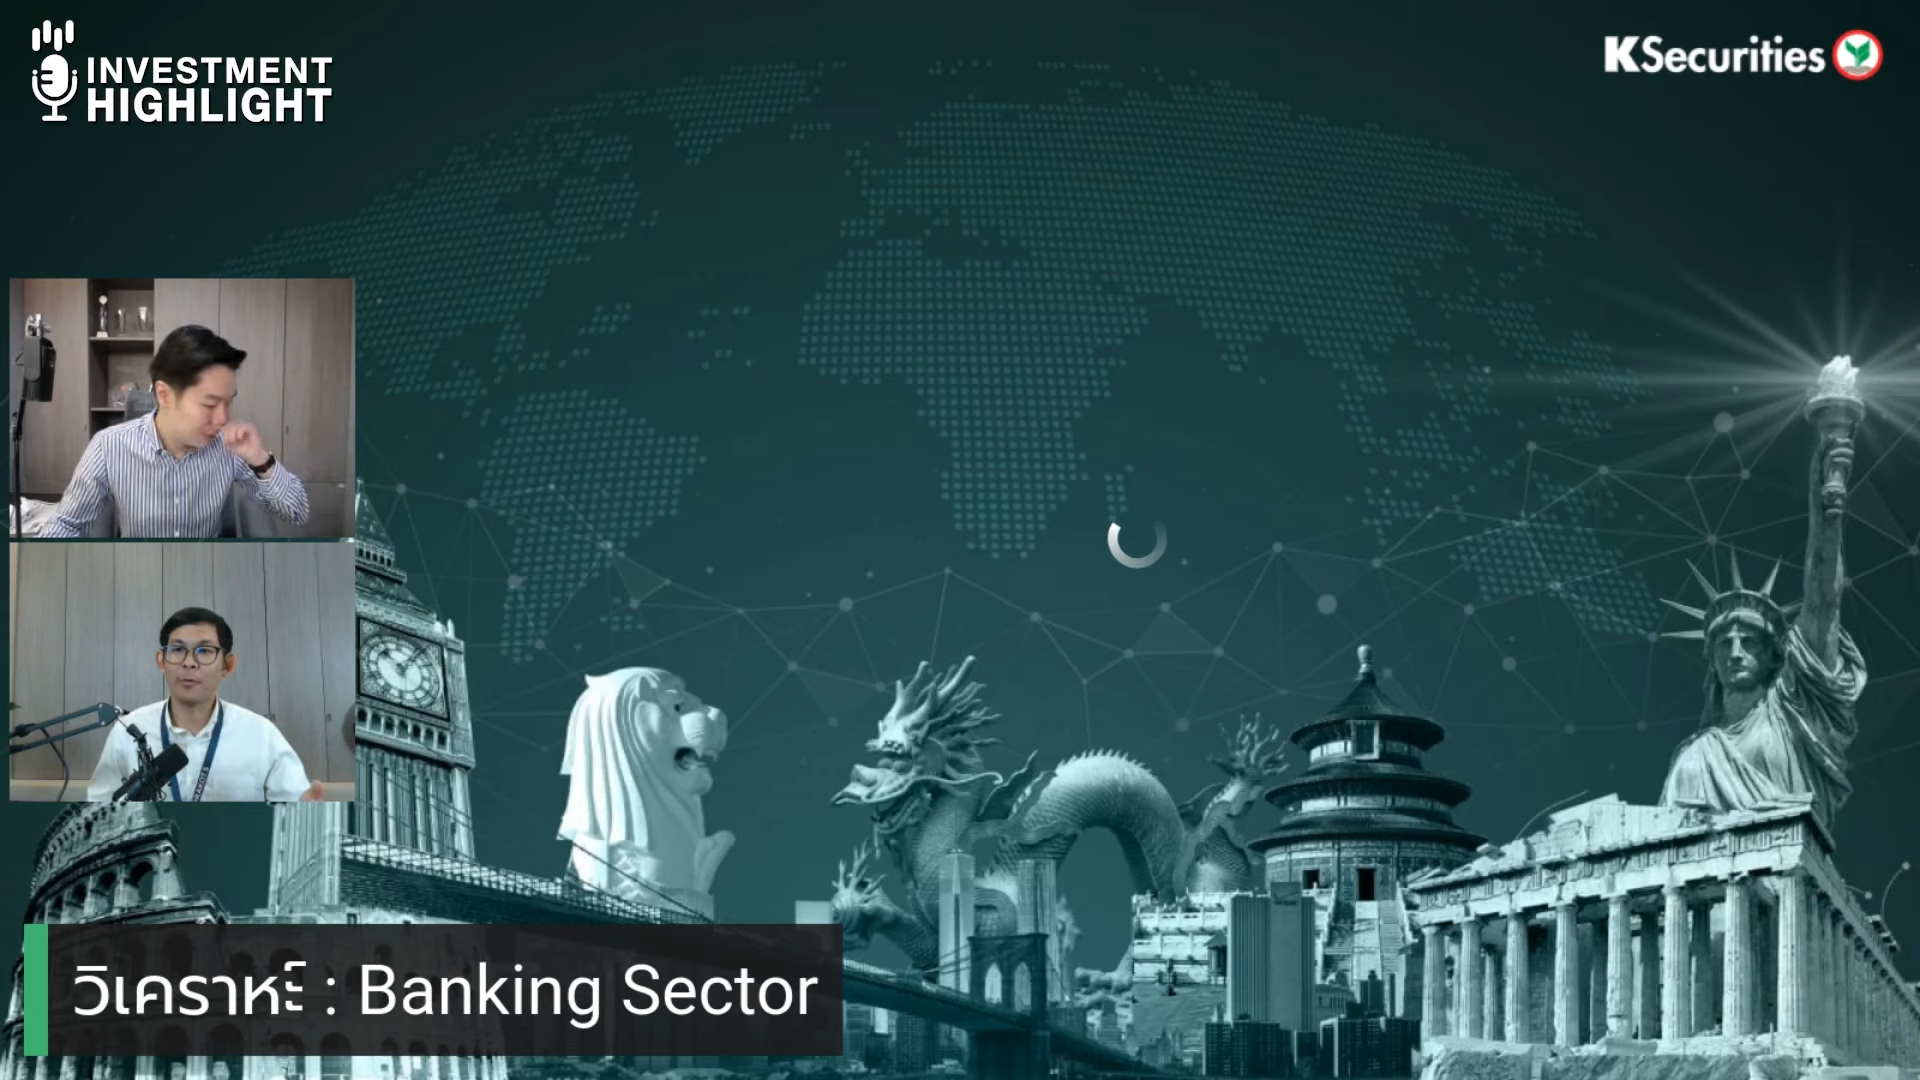 INVESTMENT
HIGHLIGHT
KSecurities
วิเคราะห์ : Banking Sector